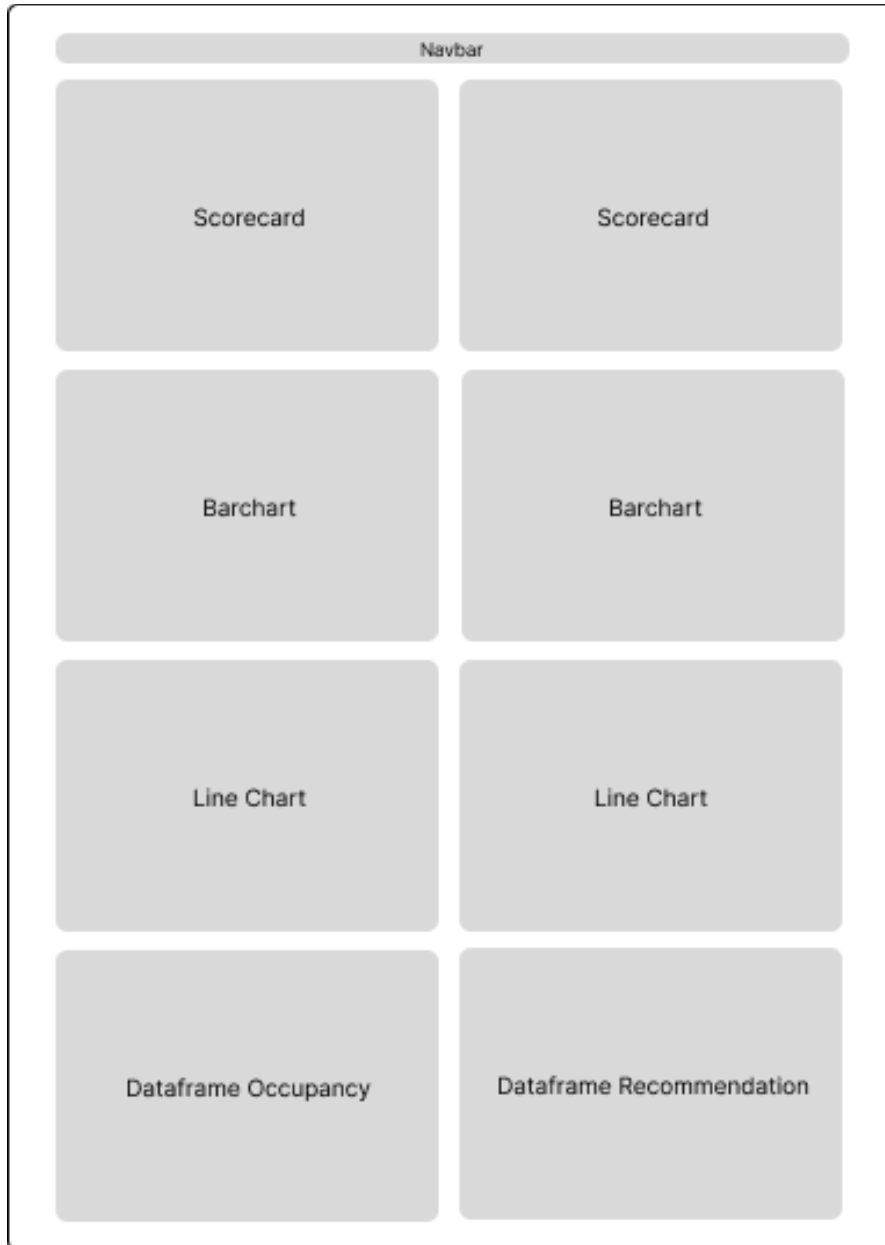 Navbar
Scorecard
Scorecard
Barchart
Barchart
Line Chart
Line Chart
Dataframe Occupancy
Dataframe Recommendation